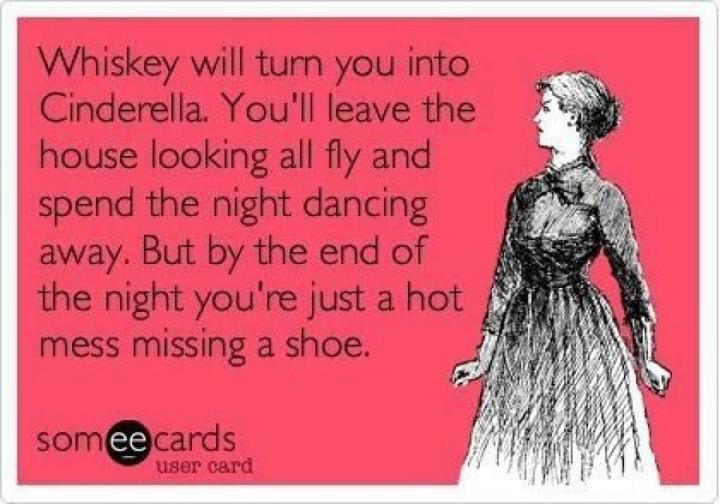 Whiskey will turn you into
Cinderella. You'll leave the
house looking all fly and
spend the night dancing
away. But by the end of
the night you're just a hot
mess missing a shoe.
someecards
user card